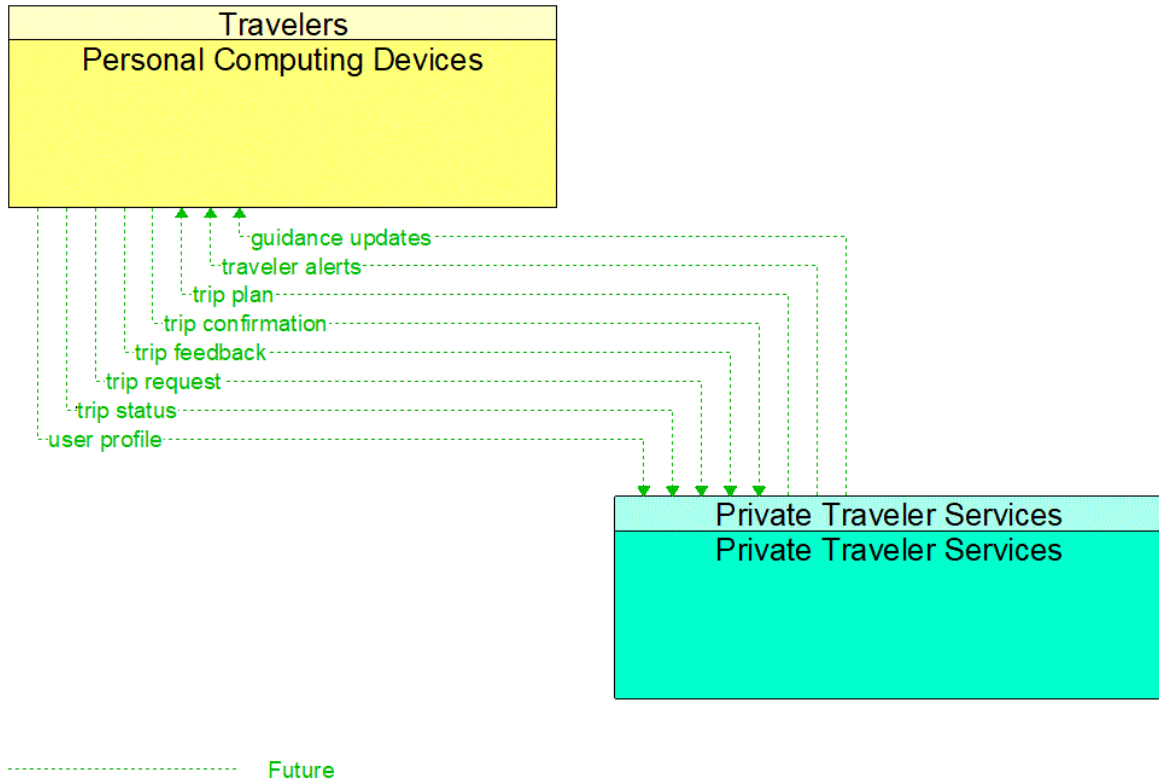 Travelers
Personal Computing Devices
guidance updates
traveler alerts
trip plan
trip confirmation
trip feedback
trip request
trip status
user profile
Private Traveler Services
Private Traveler Services
Future